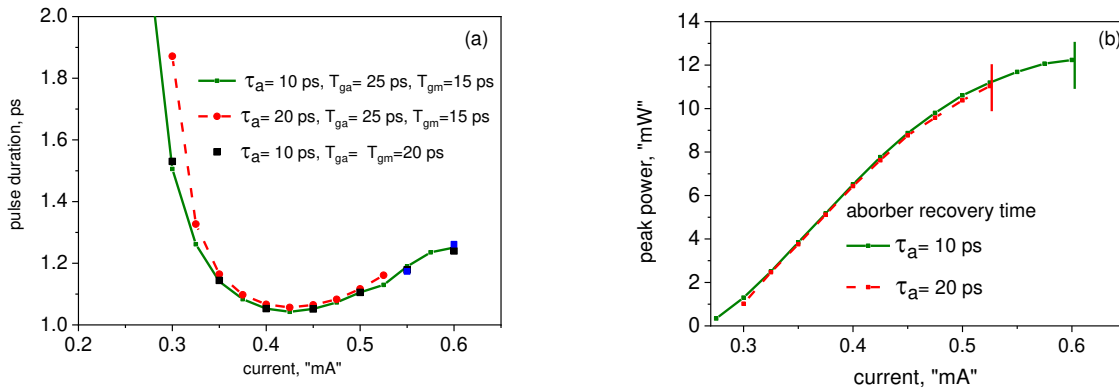 (a)
2.0
1.8
1.6
1.4
1.2
1.0
pulse duration, ps
τa= 10 ps, Tga= 25 ps, Tgm=15 ps
τa= 20 ps, Tga= 25 ps, Tgm=15 ps
τa= 10 ps, Tga= Tgm=20 ps
0.2 0.3 0.4 0.5 0.6
current, "mA"
(b)
14
12
10
8
6
4
2
0
peak power, "mW"
aborber recovery time
τa= 10 ps
τa= 20 ps
0.3 0.4 0.5 0.6
current, "mA"